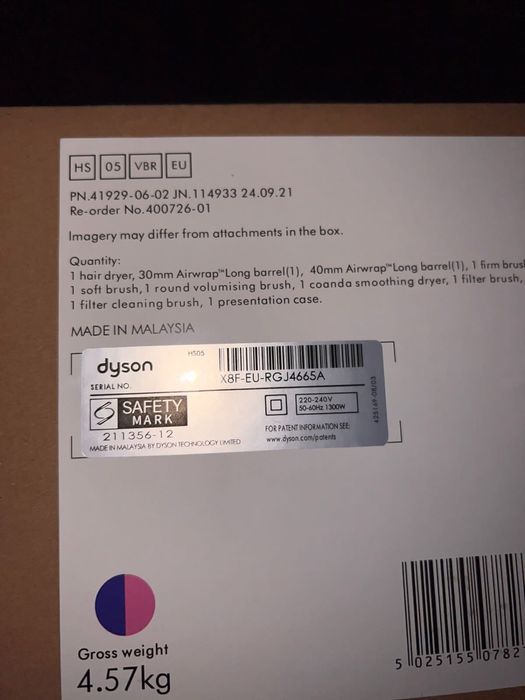 HS 05 VBR EU
PN.41929-06-02 JN.114933 24.09.21
Re-order No.400726-01
Imagery may differ from attachments in the box.
Quantity:
1 hair dryer, 30mm Airwrap™Long barrel(1), 40mm Airwrap™Long barrel(1), 1 firm brus
1 soft brush, 1 round volumising brush, 1 coanda smoothing dryer, 1 filter brush,
1 filter cleaning brush, 1 presentation case.
MADE IN MALAYSIA
dyson
HS05
SERIAL NO.
X8F-EU-RGJ4665A
SAFETY
MARK
211356-12
220-240V
50-60Hz 1300W
FOR PATENT INFORMATION SEE:
www.dyson.com/patents
MADE IN MALAYSIA BY DYSON TECHNOLOGY LIMITED
Gross weight
4.57kg
5 025155 0782